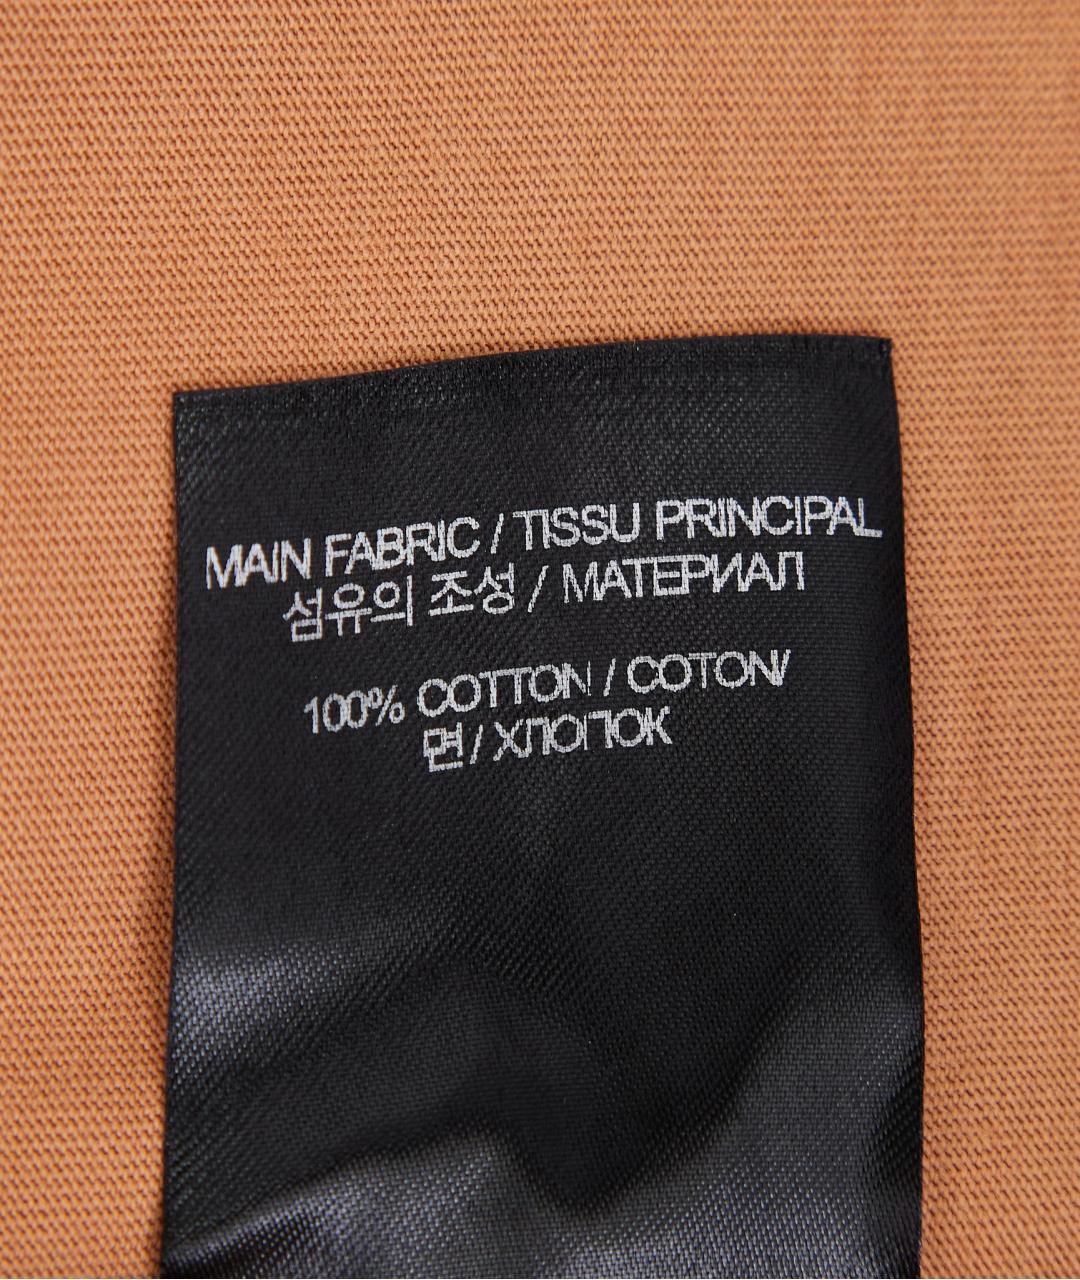 MAIN FABRIC / TISSU PRINCIPAL
섬유의 조성 / МАТЕРИАЛ
100% COTTON / COTON/
면 / ХЛОПОК